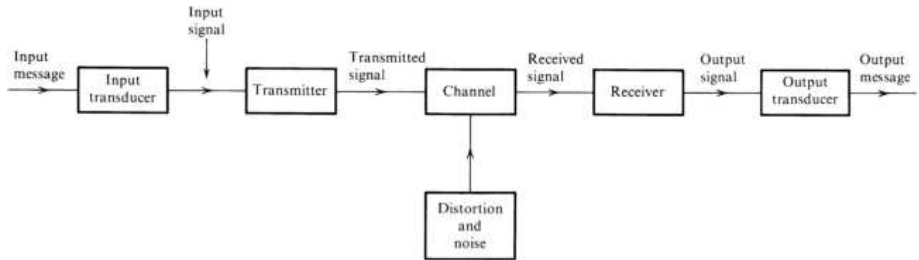 Input
signal
Input
message
Input
transducer
Transmitter
Transmitted
signal
Channel
Received
signal
Receiver
Output
signal
Output
transducer
Output
message
Distortion
and
noise